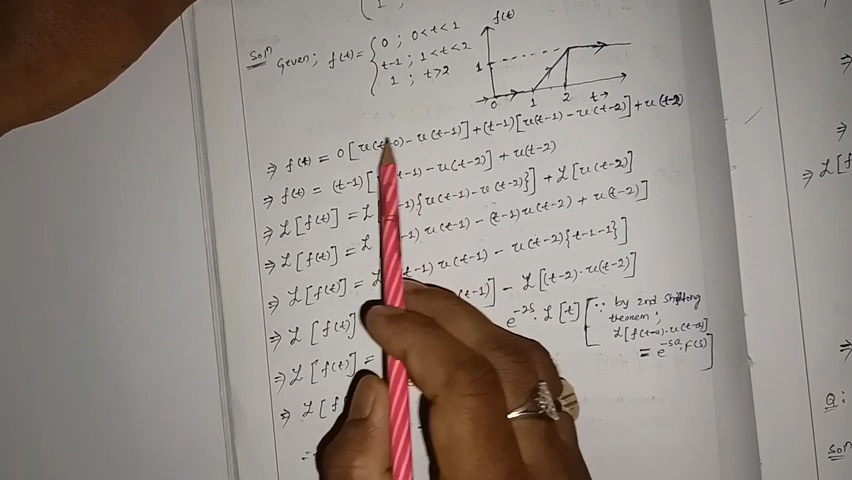 1 ;
Solⁿ Given; f(t) = { 0 ; 0<t<1
t-1 ; 1<t<2
1 ; t>2
f(t)
1
0 1 2 t→
⇒ f(t) = 0[u(t-0) - u(t-1)] + (t-1)[u(t-1) - u(t-2)] + u(t-2)
⇒ f(t) = (t-1)[ -1) - u(t-2)] + u(t-2)
⇒ L[f(t)] = L -1){u(t-1) - u(t-2)}] + L[u(t-2)]
⇒ L[f(t)] = L -1) u(t-1) - (t-1)u(t-2) + u(t-2)]
⇒ L[f(t)] = L t-1) u(t-1) - u(t-2){t-1-1}]
⇒ L[f(t)] (t-1)] - L[(t-2)·u(t-2)]
⇒ L[f(t)] = e^-2s · L[t] [∵ by 2nd shifting
theorem;
L[f(t-a)·u(t-a)]
= e^-sa · F(s)]
⇒ L[f
⇒ L[f
⇒
⇒
Q:
Solⁿ